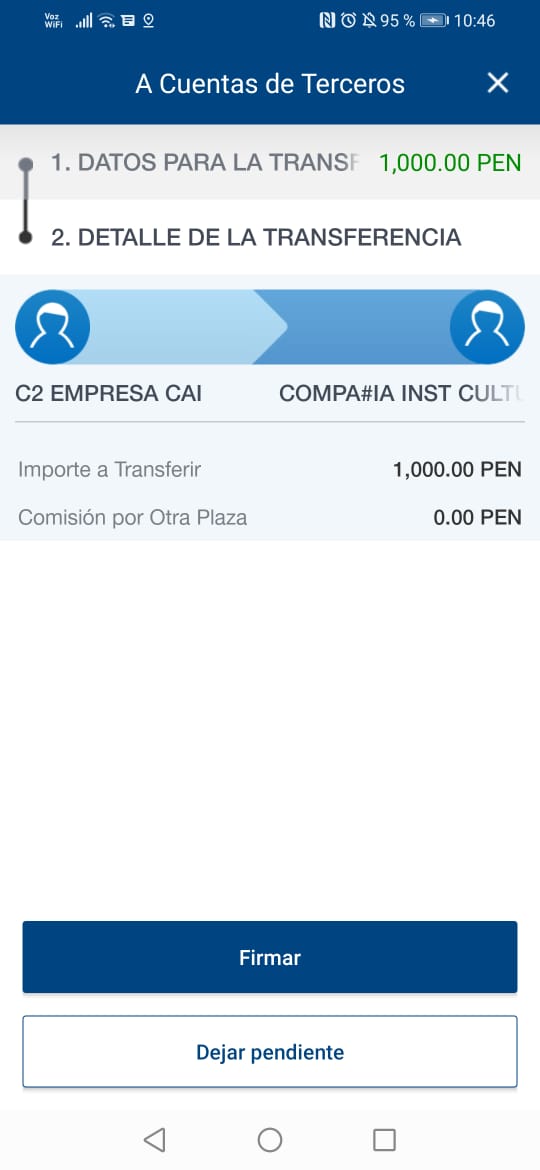 Voz
WiFi
95 %
10:46
A Cuentas de Terceros
1. DATOS PARA LA TRANSF 1,000.00 PEN
2. DETALLE DE LA TRANSFERENCIA
C2 EMPRESA CAI COMPA#IA INST CULTU
Importe a Transferir 1,000.00 PEN
Comisión por Otra Plaza 0.00 PEN
Firmar
Dejar pendiente